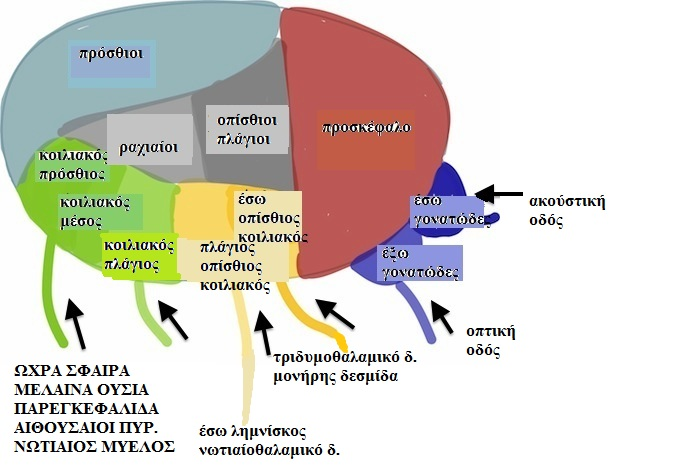 πρόσθιοι
ραχιαίοι
οπίσθιοι
πλάγιοι
προσκέφαλο
κοιλιακός
πρόσθιος
κοιλιακός
μέσος
κοιλιακός
πλάγιος
έσω
οπίσθιος
κοιλιακός
πλάγιος
οπίσθιος
κοιλιακός
έσω
γονατώδες
έξω
γονατώδες
ακούστική
οδός
οπτική
οδός
τριδυμοθαλαμικό δ.
μονήρης δεσμίδα
ΩΧΡΑ ΣΦΑΙΡΑ
ΜΕΛΑΙΝΑ ΟΥΣΙΑ
ΠΑΡΕΓΚΕΦΑΛΙΔΑ
ΑΙΘΟΥΣΑΙΟΙ ΠΥΡ.
ΝΩΤΙΑΙΟΣ ΜΥΕΛΟΣ
έσω λημνίσκος
νωτιαίοθαλαμικό δ.